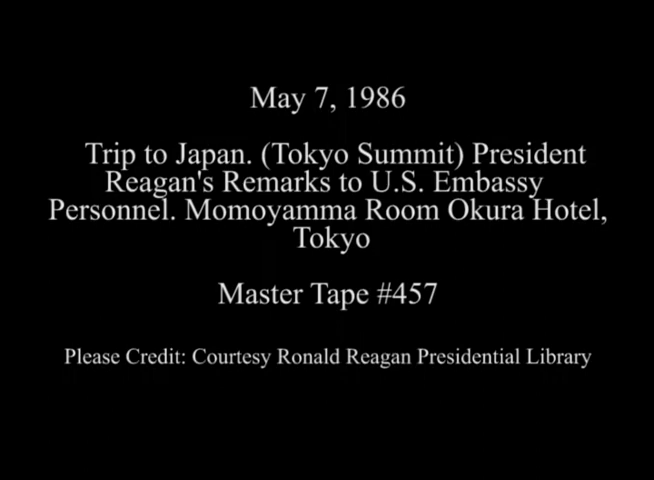 May 7, 1986
Trip to Japan. (Tokyo Summit) President
Reagan's Remarks to U.S. Embassy
Personnel. Momoyamma Room Okura Hotel,
Tokyo
Master Tape #457
Please Credit: Courtesy Ronald Reagan Presidential Library